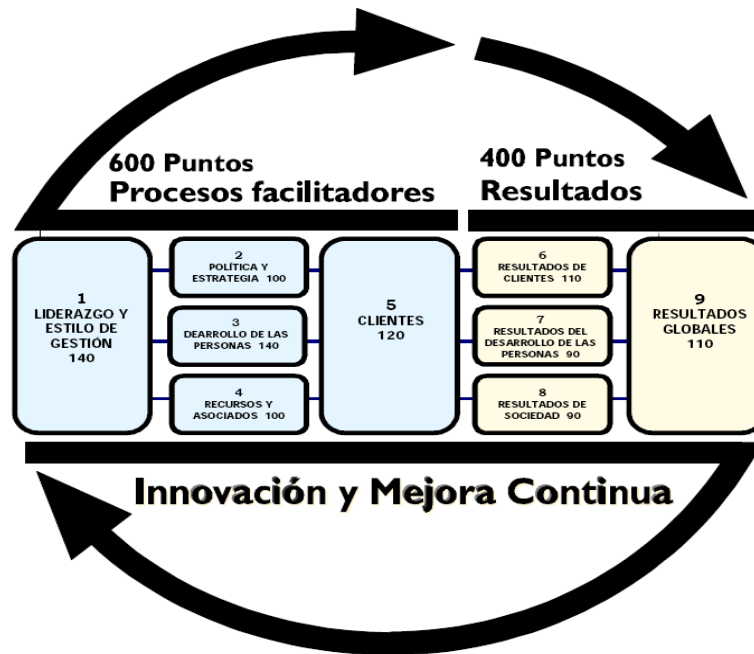 600 Puntos
Procesos facilitadores
400 Puntos
Resultados
1
LIDERAZGO Y
ESTILO DE
GESTIÓN
140
2
POLÍTICA Y
ESTRATEGIA 100
3
DEARROLLO DE LAS
PERSONAS 140
4
RECURSOS Y
ASOCIADOS 100
5
CLIENTES
120
6
RESULTADOS DE
CLIENTES 110
7
RESULTADOS DEL
DESARROLLO DE LAS
PERSONAS 90
8
RESULTADOS DE
SOCIEDAD 90
9
RESULTADOS
GLOBALES
110
Innovación y Mejora Continua